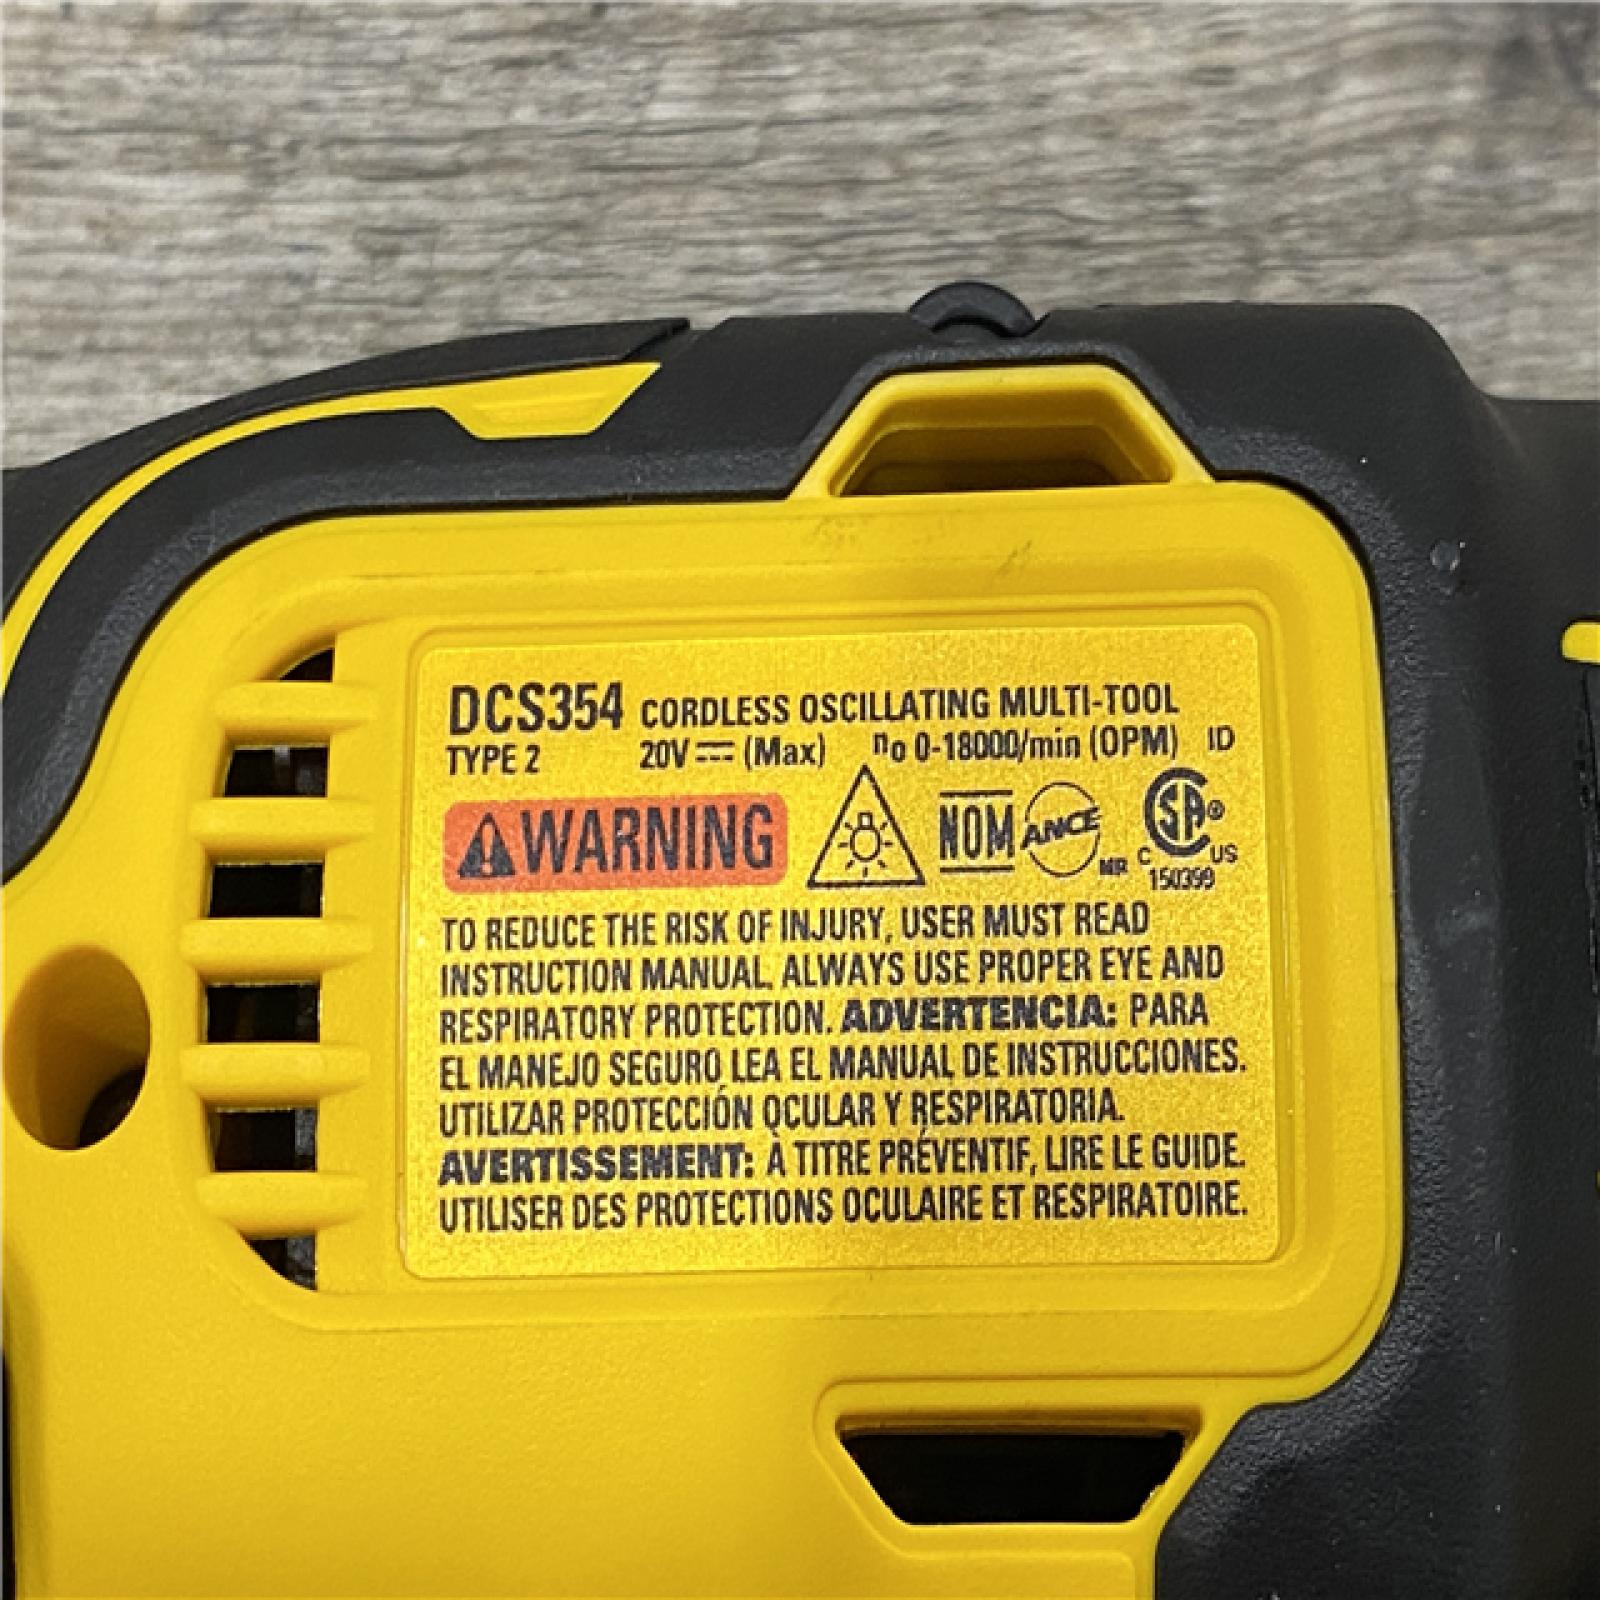 DCS354 CORDLESS OSCILLATING MULTI-TOOL
TYPE 2 20V⎓(Max) no 0-18000/min (OPM) ID
WARNING NOM ANCE MR CSA® C US 150399
TO REDUCE THE RISK OF INJURY, USER MUST READ
INSTRUCTION MANUAL. ALWAYS USE PROPER EYE AND
RESPIRATORY PROTECTION. ADVERTENCIA: PARA
EL MANEJO SEGURO LEA EL MANUAL DE INSTRUCCIONES.
UTILIZAR PROTECCIÓN OCULAR Y RESPIRATORIA.
AVERTISSEMENT: À TITRE PRÉVENTIF, LIRE LE GUIDE.
UTILISER DES PROTECTIONS OCULAIRE ET RESPIRATOIRE.